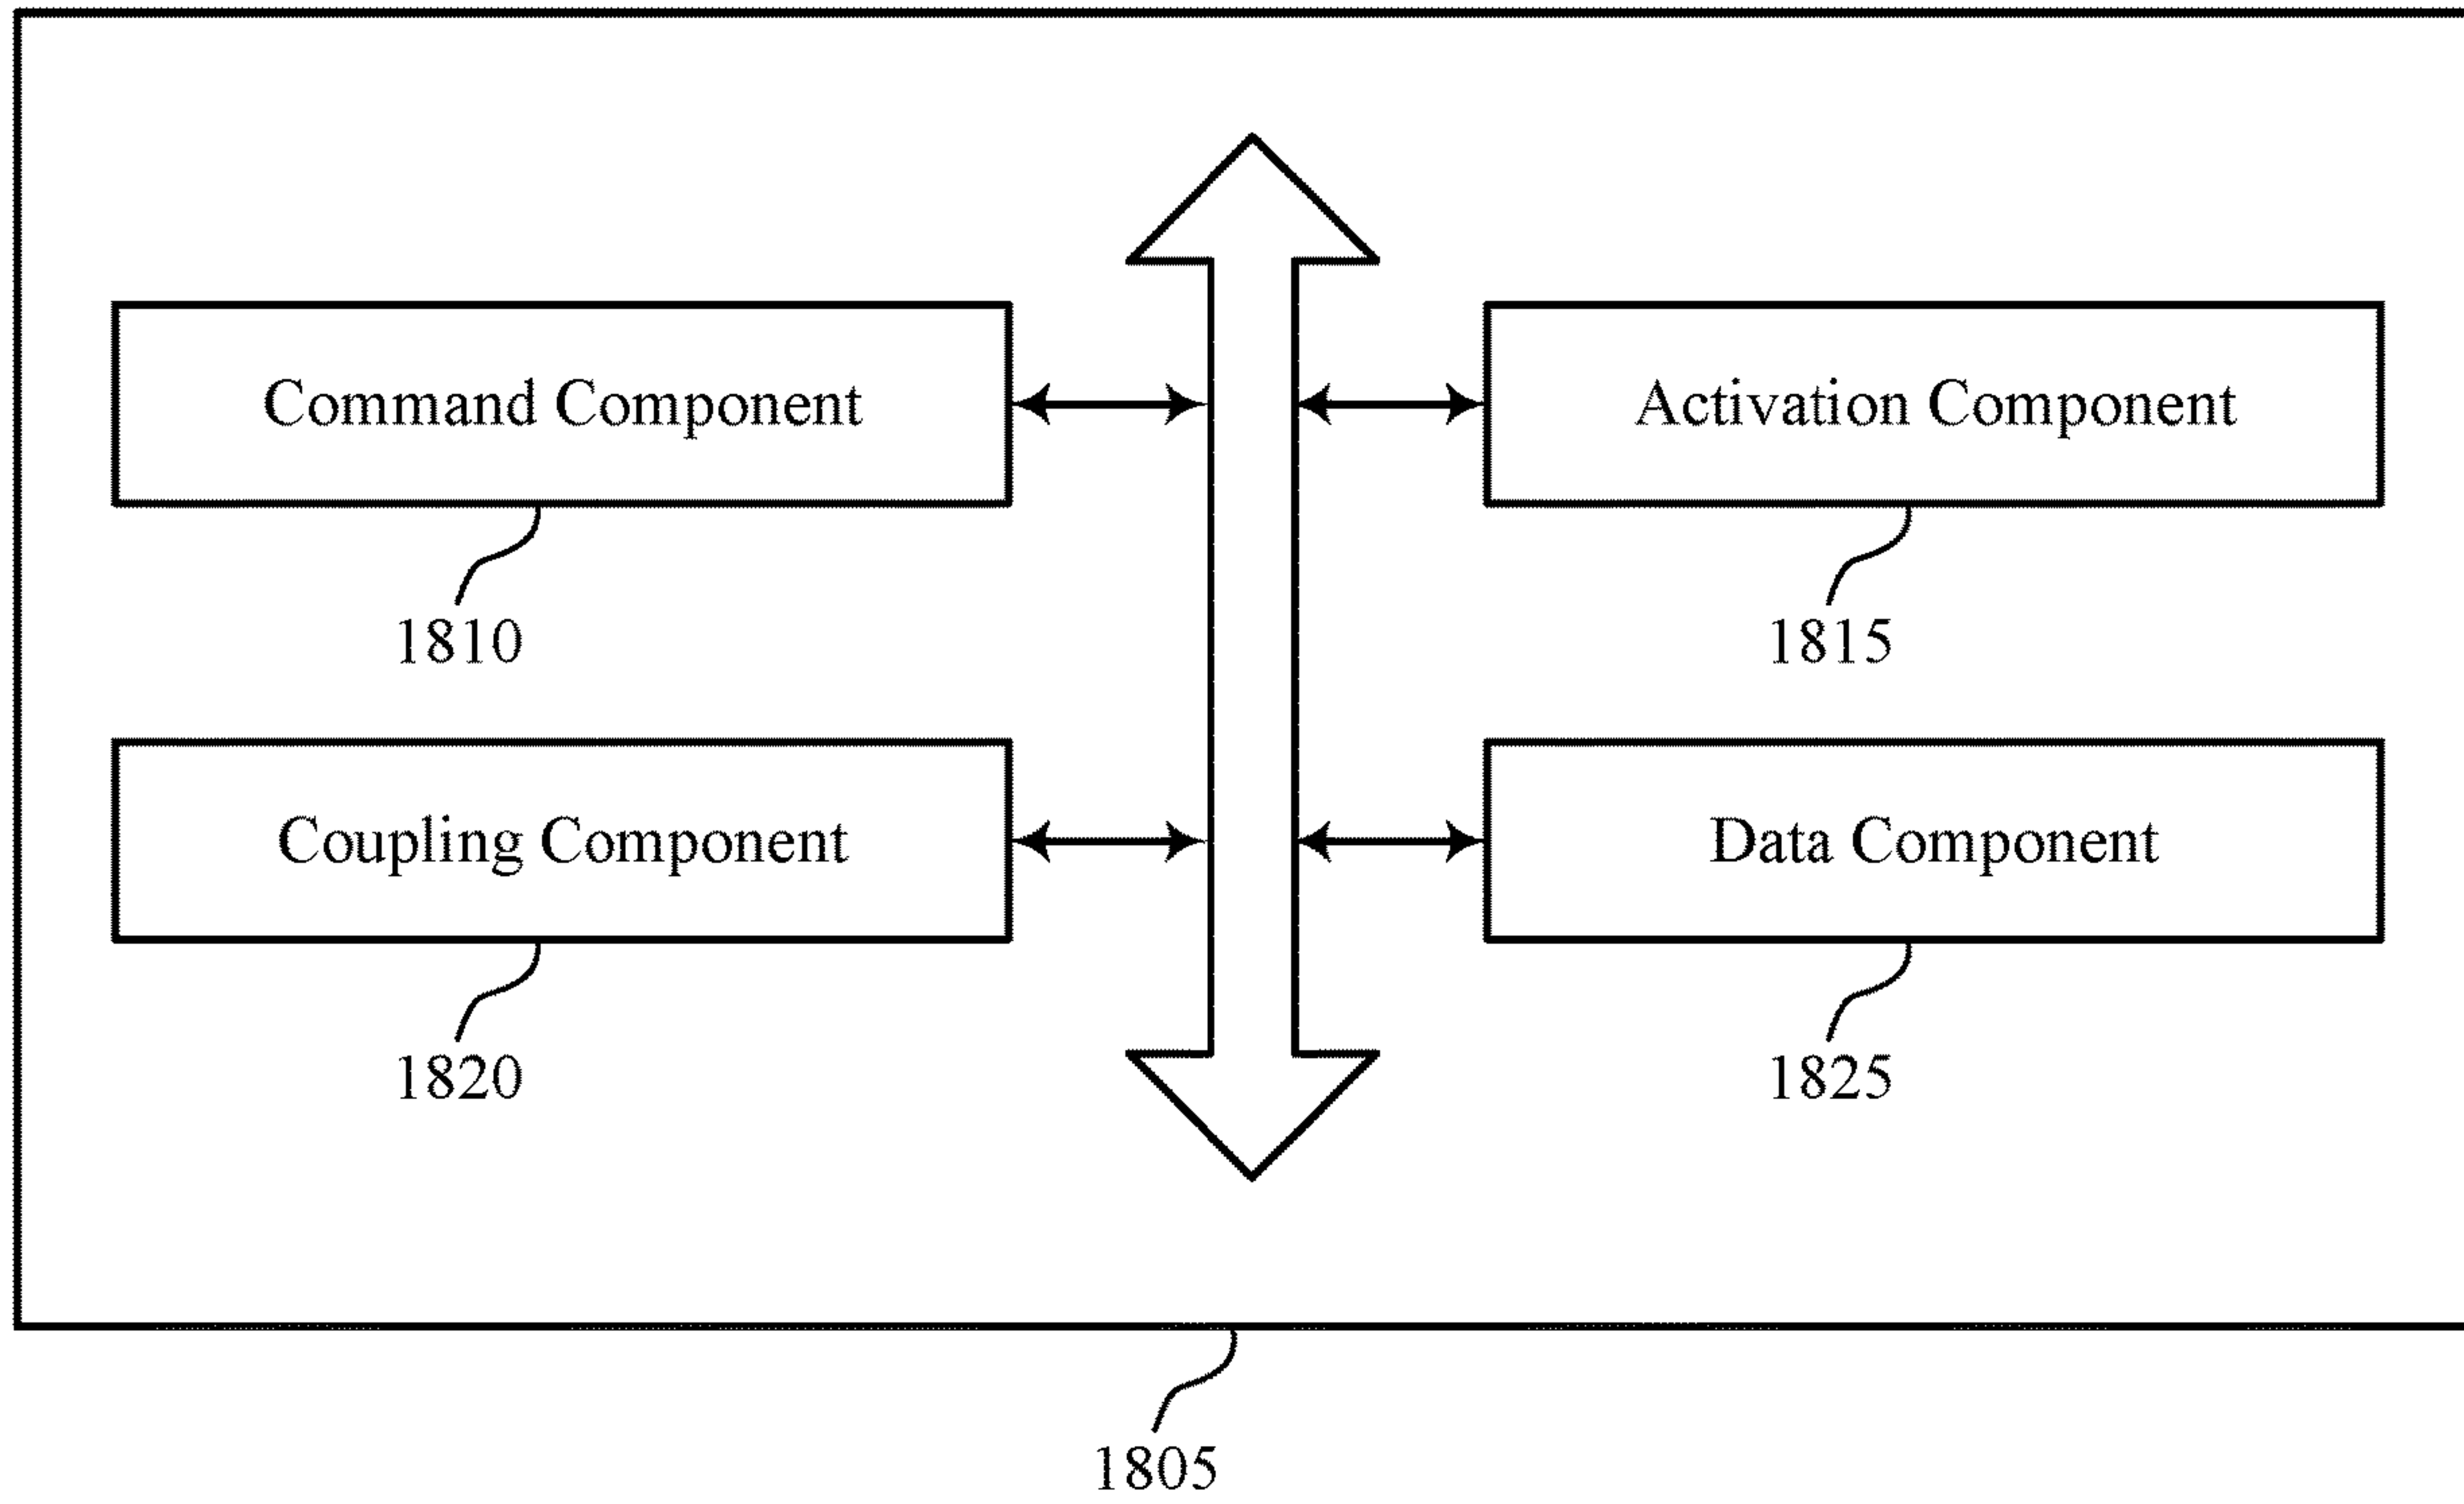 Command Component
Activation Component
1810
1815
Coupling Component
Data Component
1820
1825
1805